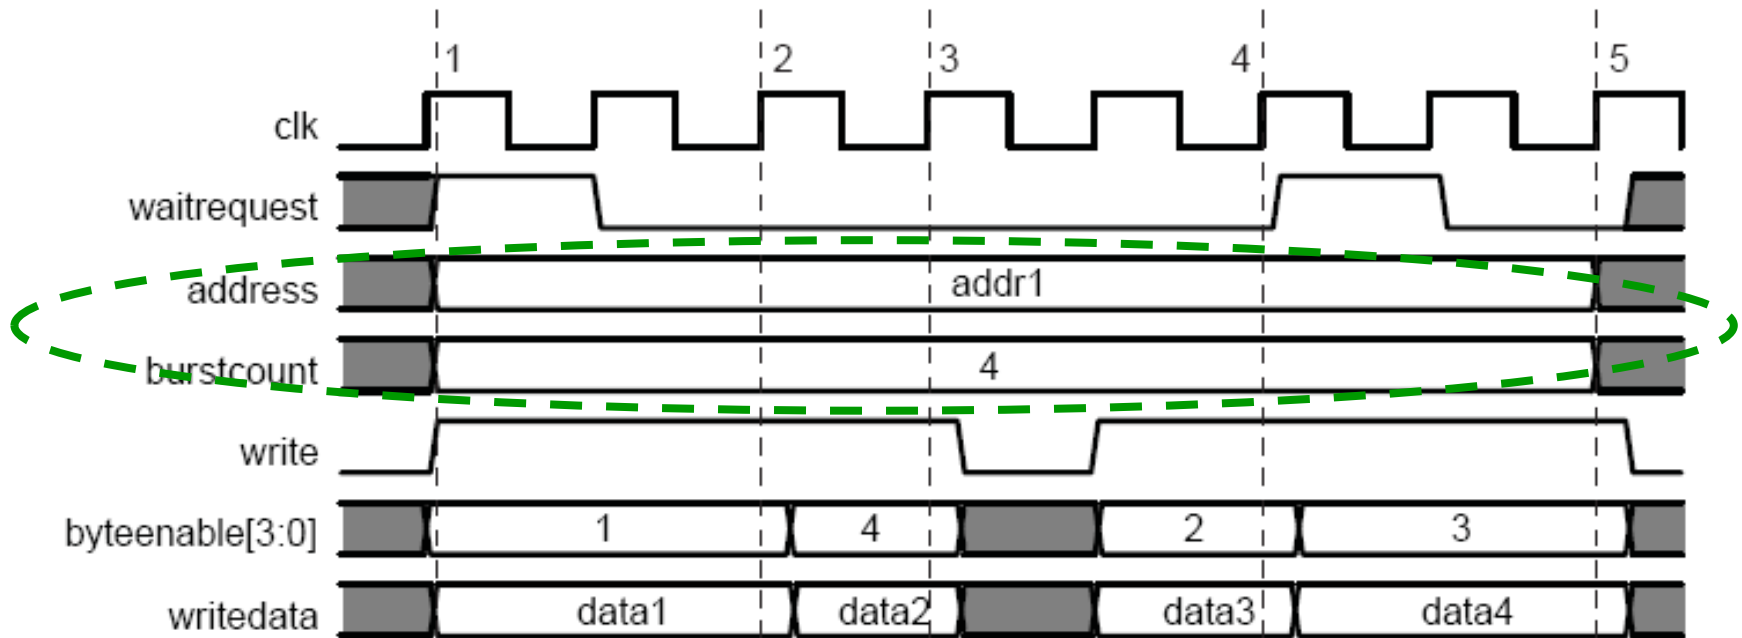 1 2 3 4 5
clk
waitrequest
address addr1
burstcount 4
write
byteenable[3:0] 1 4 2 3
writedata data1 data2 data3 data4